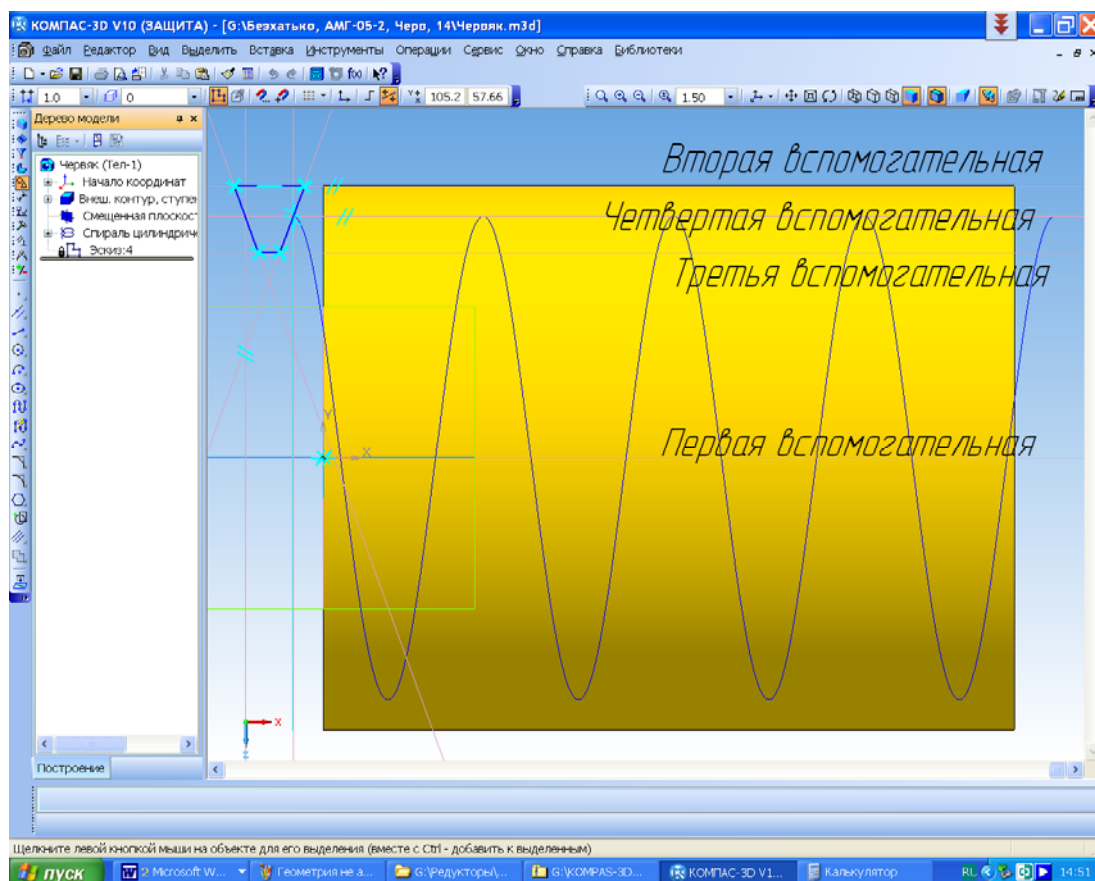 КОМПАС-3D V10 (ЗАЩИТА) - [G:\Безхатько, АМГ-05-2, Черв, 14\Червяк.m3d]
Файл Редактор Вид Выделить Вставка Инструменты Операции Сервис Окно Справка Библиотеки
1.0 0 105.2 57.66 1.50
Дерево модели
Червяк (Тел-1)
Начало координат
Внеш. контур, ступен
Смещенная плоскост
Спираль цилиндриче
Эскиз:4
Вторая вспомогательная
Четвертая вспомогательная
Третья вспомогательная
Y
X
Первая вспомогательная
X
Z
Построение
Щелкните левой кнопкой мыши на объекте для его выделения (вместе с Ctrl - добавить к выделенным)
пуск 2 Microsoft W... Геометрия не а... G:\Редукторы\... G:\KOMPAS-3D... КОМПАС-3D V1... Калькулятор RU 14:51